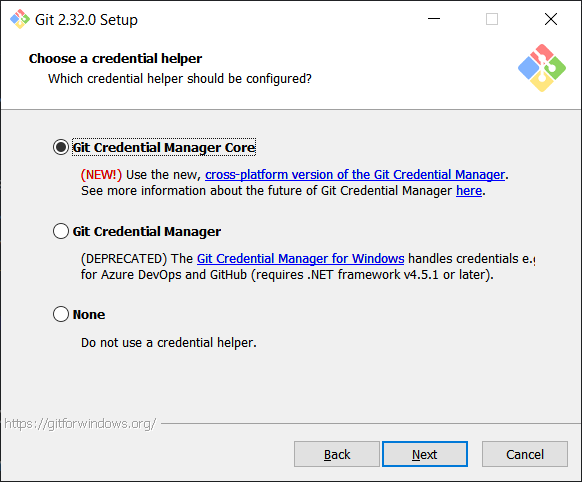 Git 2.32.0 Setup
Choose a credential helper
Which credential helper should be configured?
Git Credential Manager Core
(NEW!) Use the new, cross-platform version of the Git Credential Manager.
See more information about the future of Git Credential Manager here.
Git Credential Manager
(DEPRECATED) The Git Credential Manager for Windows handles credentials e.g
for Azure DevOps and GitHub (requires .NET framework v4.5.1 or later).
None
Do not use a credential helper.
https://gitforwindows.org/
Back Next Cancel